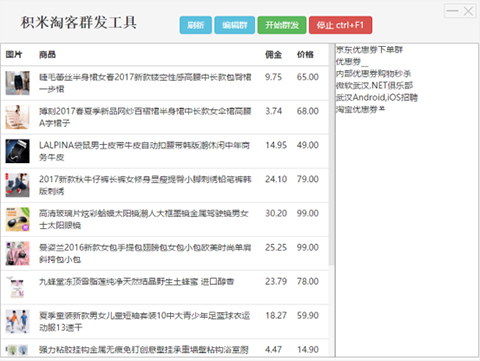 积米淘客群发工具
刷新 编辑群 开始群发 停止 ctrl+F1
图片 商品 佣金 价格
睫毛蕾丝半身裙女春2017新款镂空性感高腰中长款包臀裙一步裙 9.75 65.00
搏刻2017春夏季新品网纱百褶裙半身裙中长款女伞裙高腰A字裙子 3.74 68.00
LALPINA袋鼠男士皮带牛皮自动扣腰带韩版潮休闲中年商务牛皮 14.95 49.00
2017新款秋牛仔裤长裤女修身显瘦提臀小脚刺绣铅笔裤韩版刺绣 24.10 79.00
高清玻璃片炫彩蛤蟆太阳镜潮人大框墨镜金属驾驶镜男女士太阳眼镜 30.20 99.00
曼姿兰2016新款女包手提包翅膀包女包小包欧美时尚单肩斜挎包小包 25.25 99.00
九蜂堂冻顶雪脂莲纯净天然结晶野生土蜂蜜 进口醇香 23.79 78.00
夏季童装新款男女儿童短袖套装10中大青少年足蓝球衣运动服13速干 18.27 59.90
强力粘胶挂钩金属无痕免钉创意壁挂承重墙壁粘钩浴室厨 4.47 14.90
京东优惠券下单群
优惠券__
内部优惠券购物秒杀
微软武汉.NET俱乐部
武汉Android,iOS招聘
淘宝优惠券